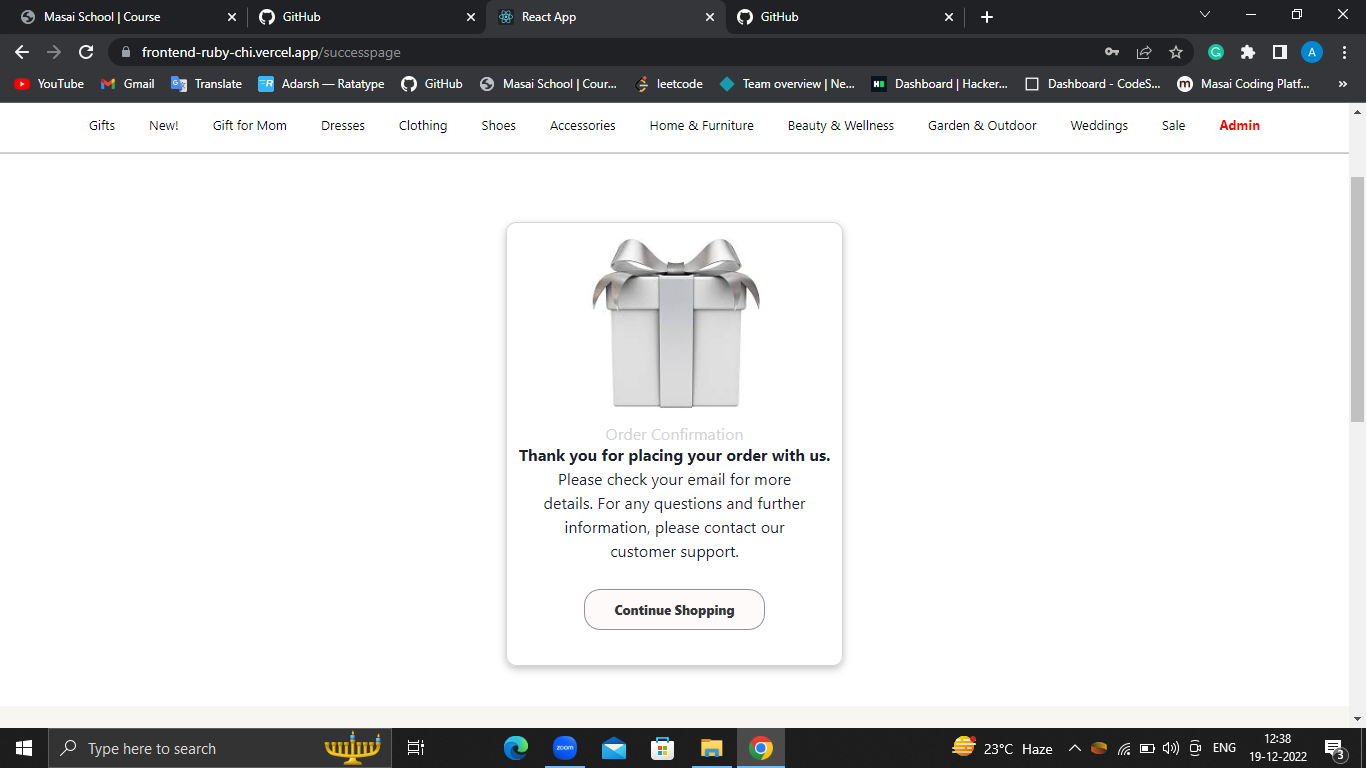 Masai School | Course
GitHub
React App
GitHub
frontend-ruby-chi.vercel.app/successpage
A
YouTube
Gmail
Translate
Adarsh — Ratatype
GitHub
Masai School | Cour...
leetcode
Team overview | Ne...
Dashboard | Hacker...
Dashboard - CodeS...
Masai Coding Platf...
Gifts
New!
Gift for Mom
Dresses
Clothing
Shoes
Accessories
Home & Furniture
Beauty & Wellness
Garden & Outdoor
Weddings
Sale
Admin
Order Confirmation
Thank you for placing your order with us.
Please check your email for more
details. For any questions and further
information, please contact our
customer support.
Continue Shopping
Type here to search
zoom
23°C Haze
ENG
12:38
19-12-2022
3